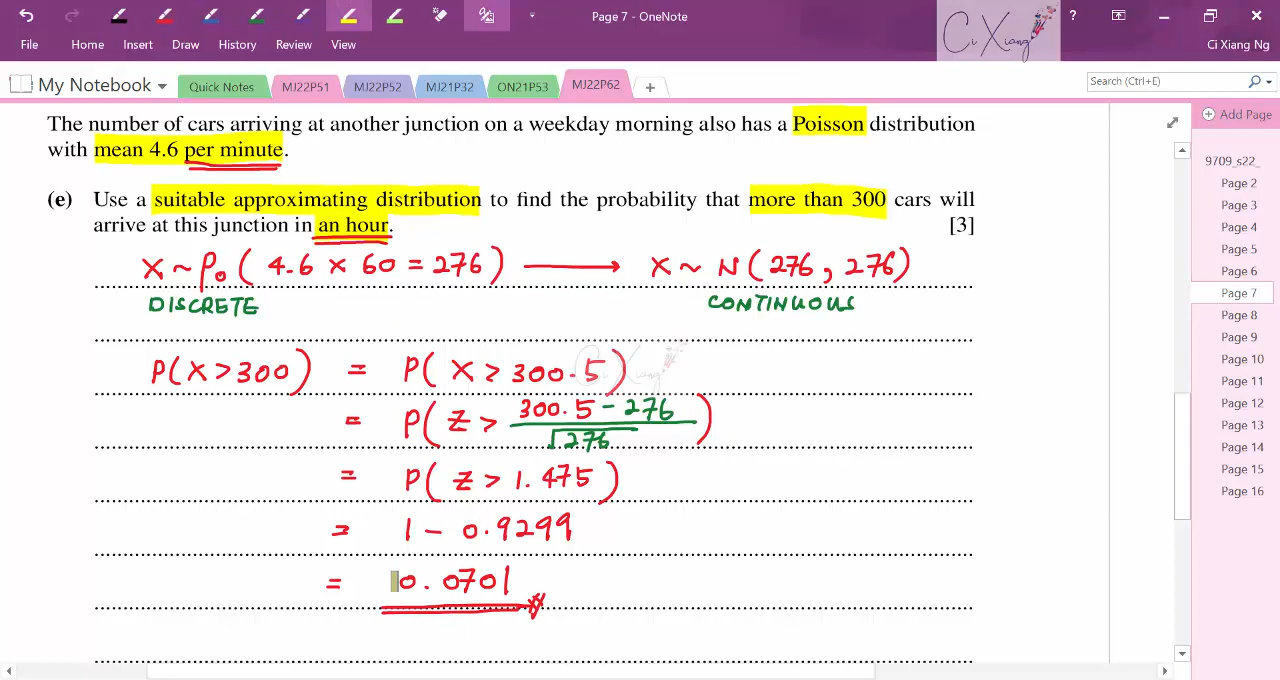 Page 7 - OneNote
Ci Xiang
?
File Home Insert Draw History Review View
Ci Xiang Ng
My Notebook
Quick Notes MJ22P51 MJ22P52 MJ21P32 ON21P53 MJ22P62
Search (Ctrl+E)
Add Page
The number of cars arriving at another junction on a weekday morning also has a Poisson distribution
with mean 4.6 per minute.
(e) Use a suitable approximating distribution to find the probability that more than 300 cars will
arrive at this junction in an hour. [3]
X ~ Po ( 4.6 × 60 = 276 ) → X ~ N ( 276 , 276 )
DISCRETE CONTINUOUS
P( X > 300 ) = P( X > 300.5 )
Ci Xiang
= P( Z > (300.5 - 276)/√276 )
= P( Z > 1.475 )
= 1 - 0.9299
= 0.0701
9709_s22_
Page 2
Page 3
Page 4
Page 5
Page 6
Page 7
Page 8
Page 9
Page 10
Page 11
Page 12
Page 13
Page 14
Page 15
Page 16